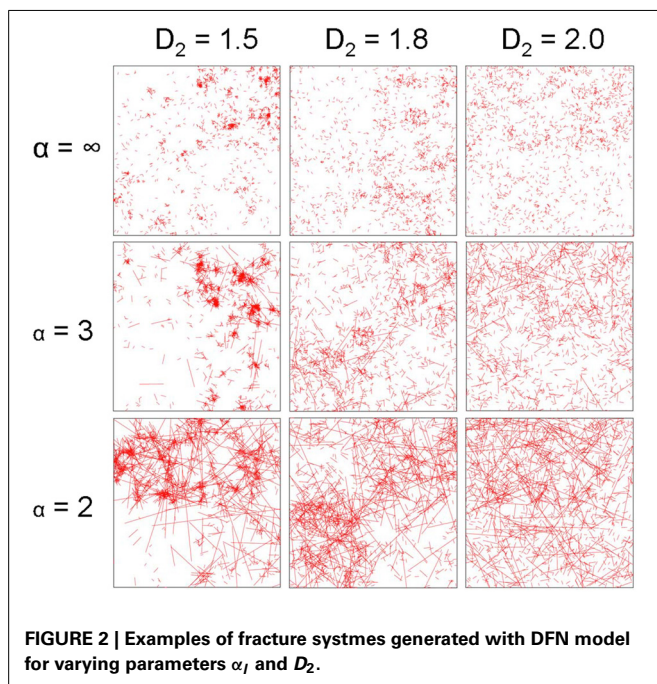 D₂ = 1.5 D₂ = 1.8 D₂ = 2.0
α = ∞
α = 3
α = 2
FIGURE 2 | Examples of fracture systmes generated with DFN model
for varying parameters αₗ and D₂.